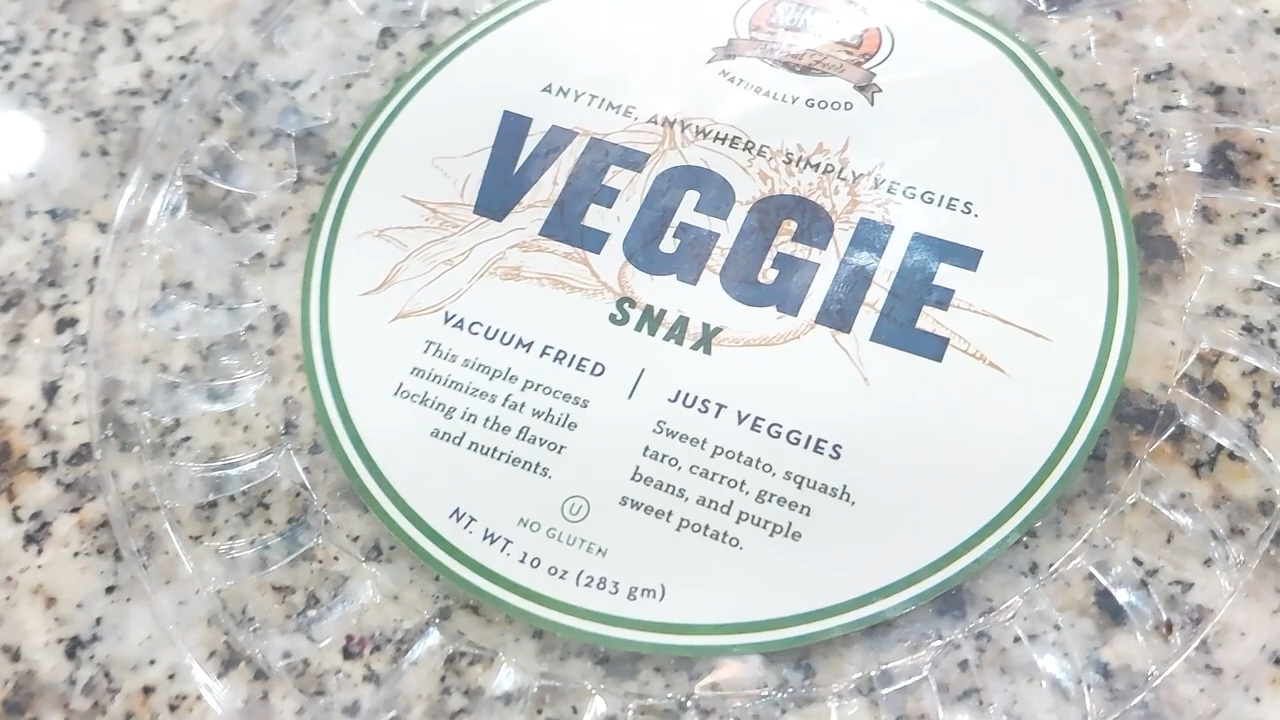 NATURALLY GOOD
ANYTIME, ANYWHERE, SIMPLY VEGGIES.
VEGGIE
SNAX
VACUUM FRIED
This simple process
minimizes fat while
locking in the flavor
and nutrients.
JUST VEGGIES
Sweet potato, squash,
taro, carrot, green
beans, and purple
sweet potato.
U
NO GLUTEN
NT. WT. 10 oz (283 gm)